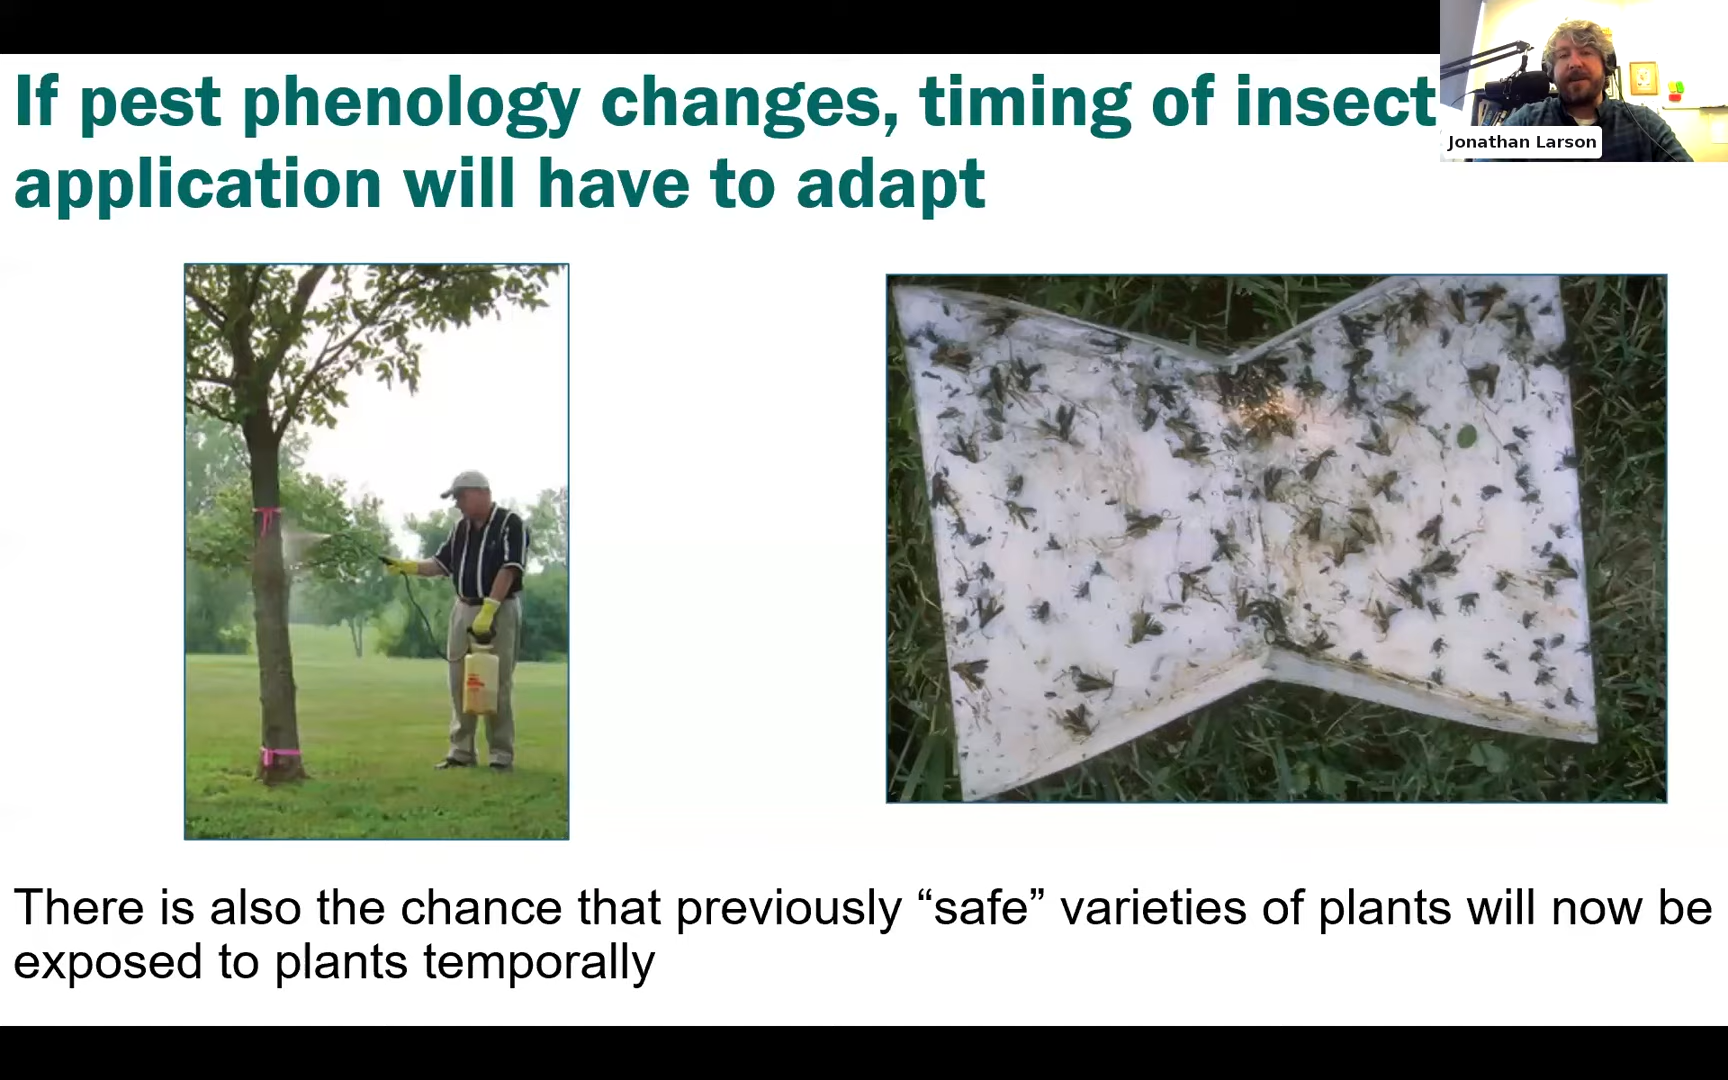 If pest phenology changes, timing of insect
application will have to adapt
Jonathan Larson
There is also the chance that previously “safe” varieties of plants will now be
exposed to plants temporally